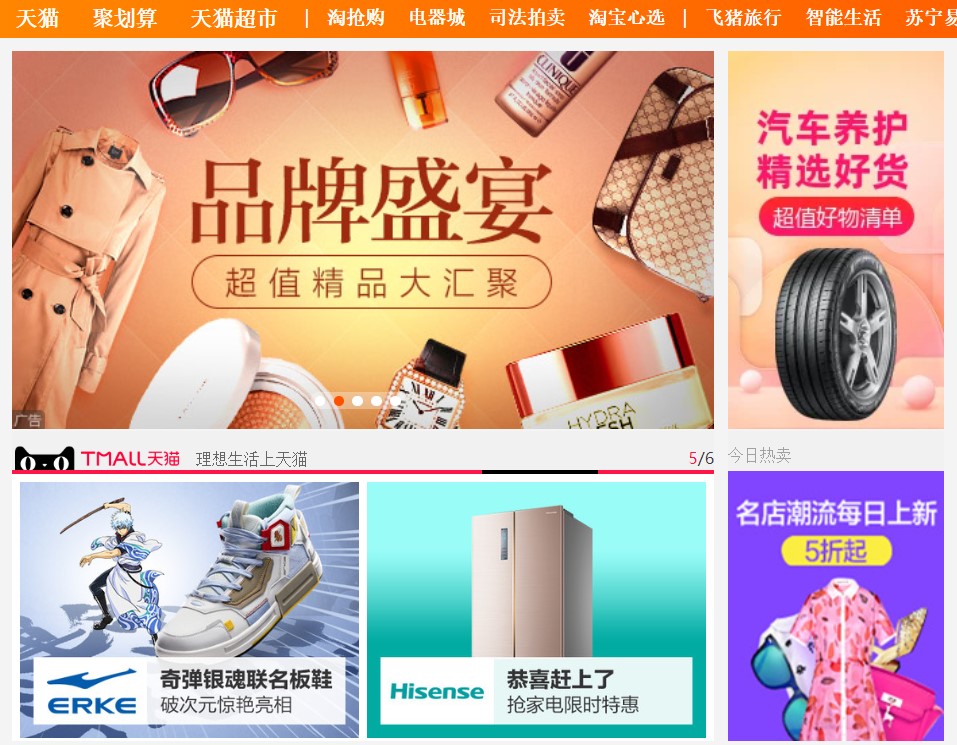 天猫 聚划算 天猫超市 | 淘抢购 电器城 司法拍卖 淘宝心选 | 飞猪旅行 智能生活 苏宁易
CLINIQUE
品牌盛宴
超值精品大汇聚
HYDRA
广告
汽车养护
精选好货
超值好物清单
TMALL天猫 理想生活上天猫 5/6
今日热卖
ERKE
奇弹银魂联名板鞋
破次元惊艳亮相
Hisense
恭喜赶上了
抢家电限时特惠
名店潮流每日上新
5折起